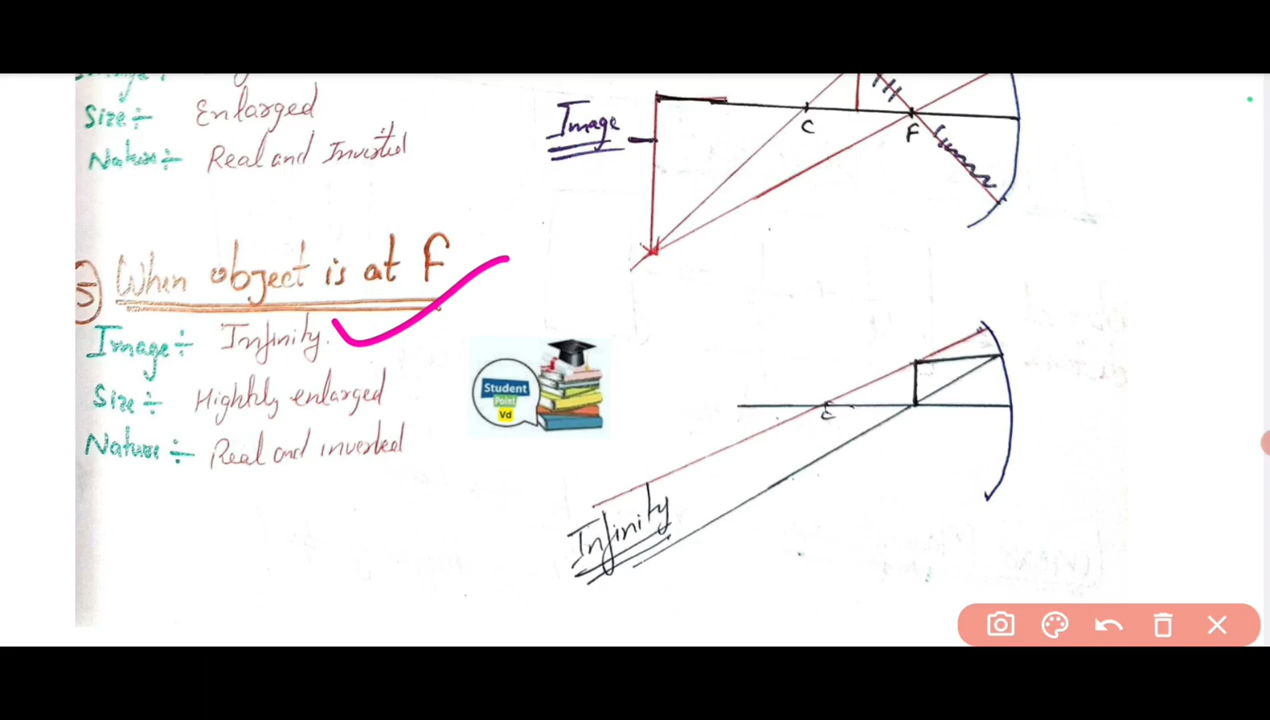 Size÷ Enlarged
Nature÷ Real and Inverted
Image
C
F
5 When object is at F
Image÷ Infinity.
Size÷ Highhly enlarged
Nature÷ Real and inverted
Student
Point
Vd
C
Infinity